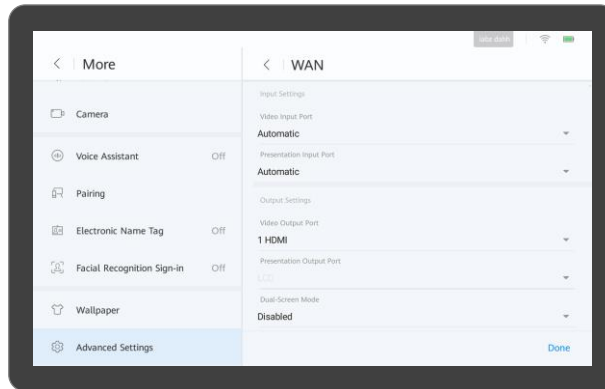 More
Camera
Voice Assistant Off
Pairing
Electronic Name Tag Off
Facial Recognition Sign-in Off
Wallpaper
Advanced Settings
WAN
Input Settings
Video Input Port
Automatic
Presentation Input Port
Automatic
Output Settings
Video Output Port
1 HDMI
Presentation Output Port
LCD
Dual-Screen Mode
Disabled
Done